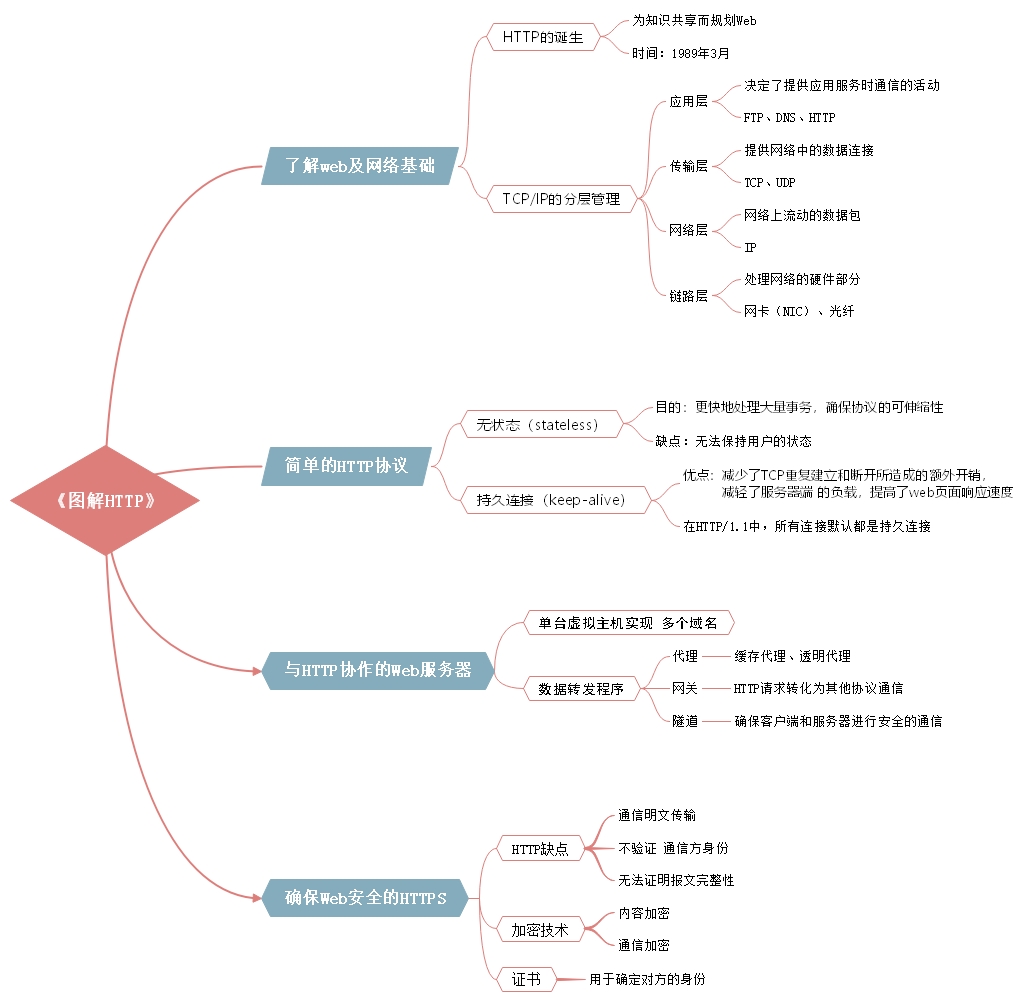 《图解HTTP》
了解web及网络基础
HTTP的诞生
为知识共享而规划Web
时间：1989年3月
TCP/IP的分层管理
应用层
决定了提供应用服务时通信的活动
FTP、DNS、HTTP
传输层
提供网络中的数据连接
TCP、UDP
网络层
网络上流动的数据包
IP
链路层
处理网络的硬件部分
网卡（NIC）、光纤
简单的HTTP协议
无状态（stateless）
目的：更快地处理大量事务，确保协议的可伸缩性
缺点：无法保持用户的状态
持久连接（keep-alive）
优点：减少了TCP重复建立和断开所造成的额外开销，
减轻了服务器端 的负载，提高了web页面响应速度
在HTTP/1.1中，所有连接默认都是持久连接
与HTTP协作的Web服务器
单台虚拟主机实现 多个域名
数据转发程序
代理
缓存代理、透明代理
网关
HTTP请求转化为其他协议通信
隧道
确保客户端和服务器进行安全的通信
确保Web安全的HTTPS
HTTP缺点
通信明文传输
不验证 通信方身份
无法证明报文完整性
加密技术
内容加密
通信加密
证书
用于确定对方的身份